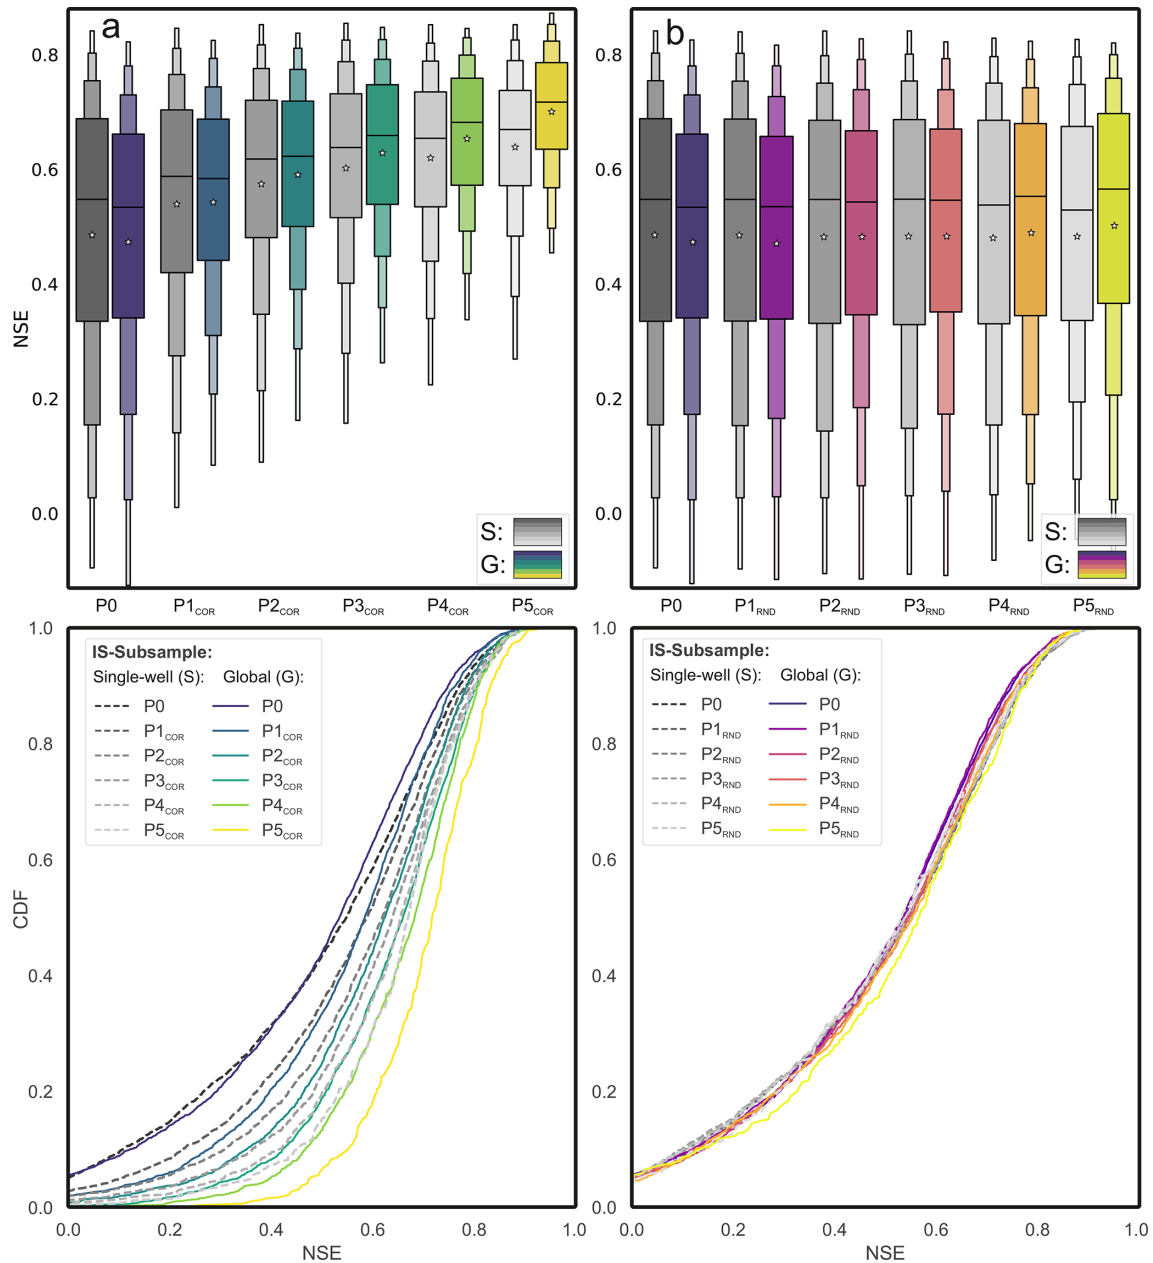 a
b
0.8
0.6
0.4
0.2
0.0
NSE
0.8
0.6
0.4
0.2
0.0
S:
G:
S:
G:
P0 P1COR P2COR P3COR P4COR P5COR
P0 P1RND P2RND P3RND P4RND P5RND
1.0
0.8
0.6
0.4
0.2
0.0
CDF
IS-Subsample:
Single-well (S): Global (G):
P0 P0
P1COR P1COR
P2COR P2COR
P3COR P3COR
P4COR P4COR
P5COR P5COR
0.0 0.2 0.4 0.6 0.8 1.0
NSE
1.0
0.8
0.6
0.4
0.2
0.0
IS-Subsample:
Single-well (S): Global (G):
P0 P0
P1RND P1RND
P2RND P2RND
P3RND P3RND
P4RND P4RND
P5RND P5RND
0.0 0.2 0.4 0.6 0.8 1.0
NSE